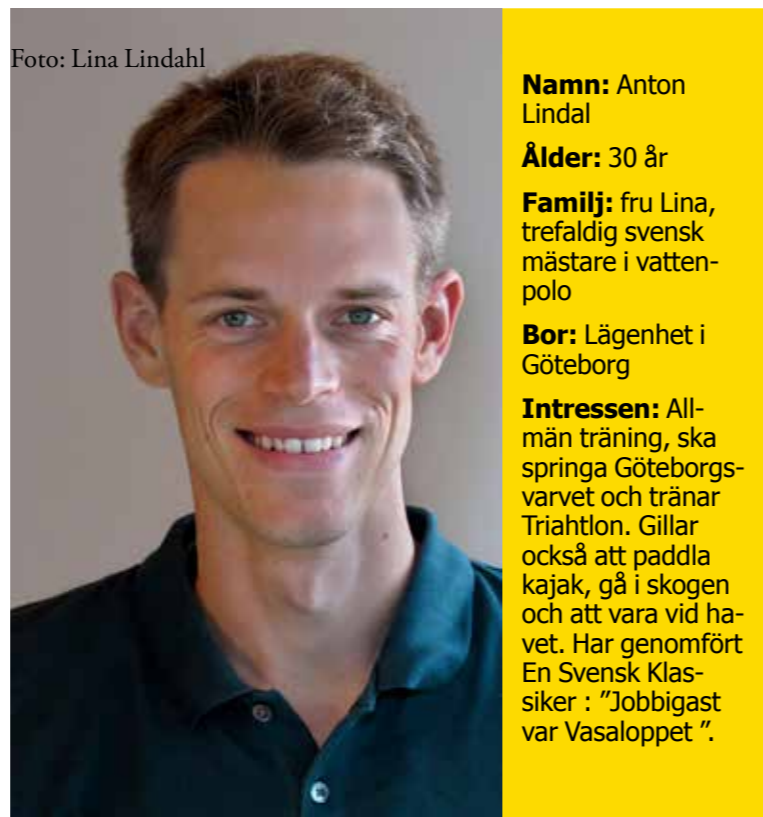 Foto: Lina Lindahl
Namn: Anton
Lindal
Ålder: 30 år
Familj: fru Lina,
trefaldig svensk
mästare i vatten-
polo
Bor: Lägenhet i
Göteborg
Intressen: All-
män träning, ska
springa Göteborgs-
varvet och tränar
Triahtlon. Gillar
också att paddla
kajak, gå i skogen
och att vara vid ha-
vet. Har genomfört
En Svensk Klas-
siker : ”Jobbigast
var Vasaloppet ”.